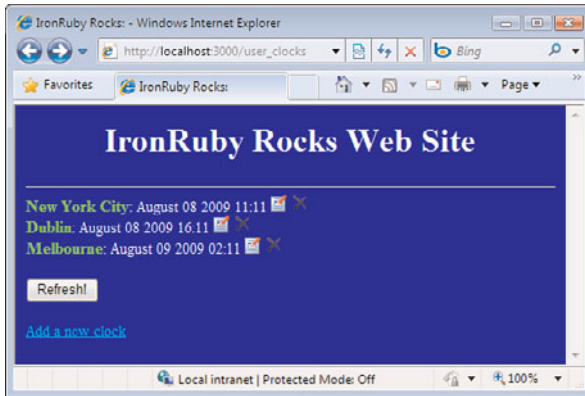 IronRuby Rocks: - Windows Internet Explorer
http://localhost:3000/user_clocks
Bing
Favorites
IronRuby Rocks:
Page
IronRuby Rocks Web Site
New York City: August 08 2009 11:11
Dublin: August 08 2009 16:11
Melbourne: August 09 2009 02:11
Refresh!
Add a new clock
Local intranet | Protected Mode: Off
100%